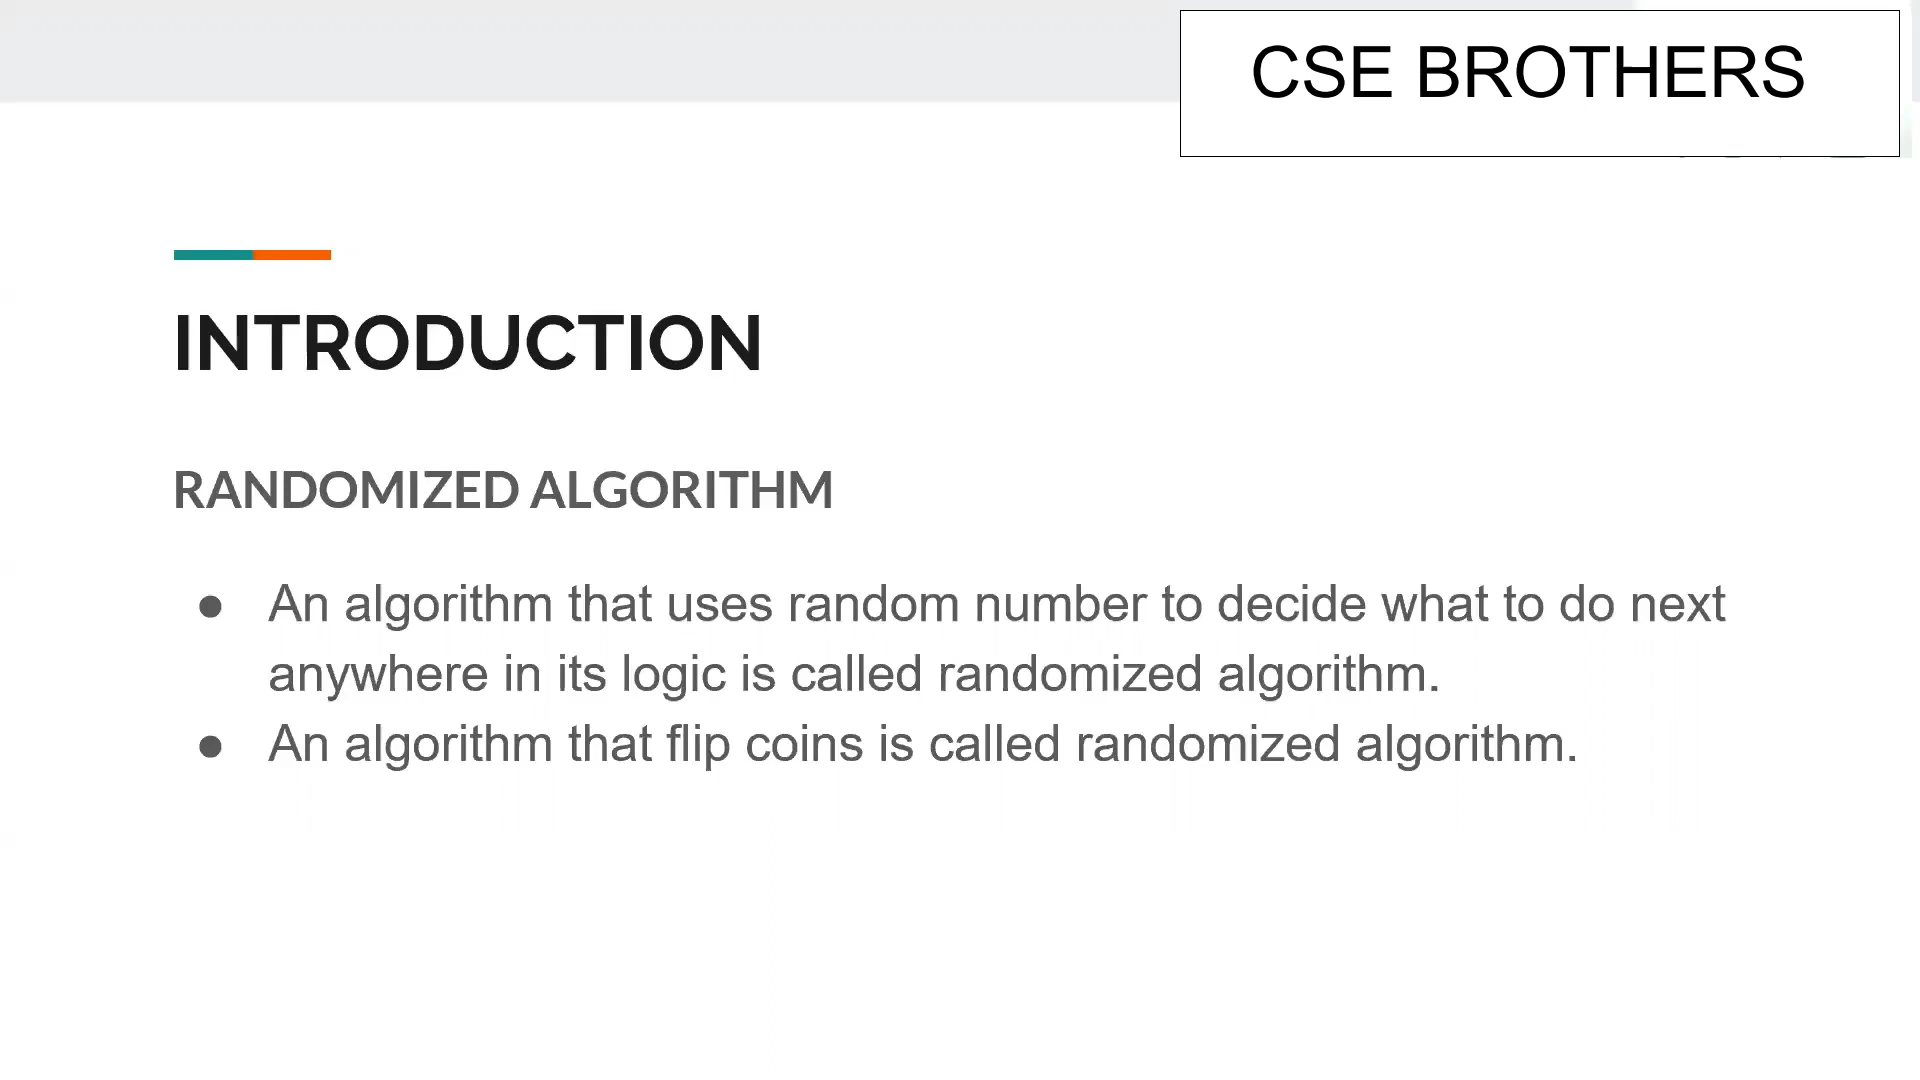 CSE BROTHERS
INTRODUCTION
RANDOMIZED ALGORITHM
● An algorithm that uses random number to decide what to do next
anywhere in its logic is called randomized algorithm.
● An algorithm that flip coins is called randomized algorithm.